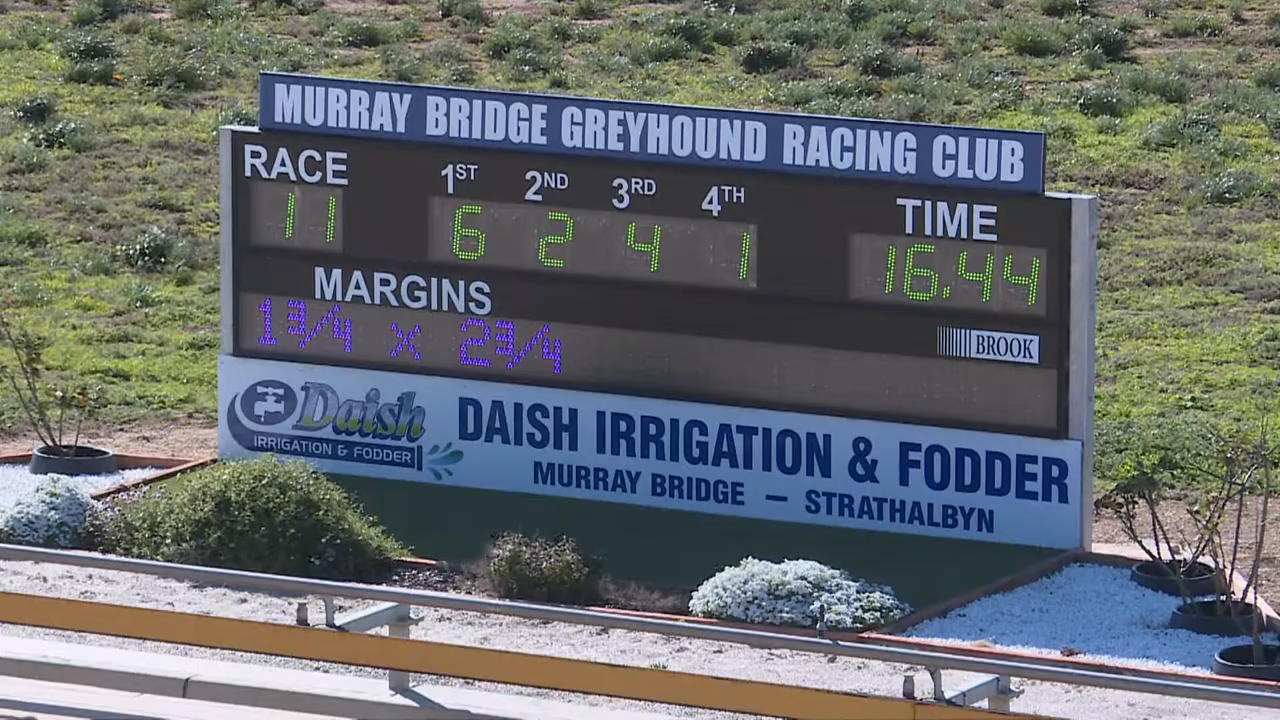 MURRAY BRIDGE GREYHOUND RACING CLUB
RACE 1ST 2ND 3RD 4TH TIME
11 6 2 4 1 16.44
MARGINS
1 3/4 x 2 3/4
BROOK
Daish
IRRIGATION & FODDER
DAISH IRRIGATION & FODDER
MURRAY BRIDGE – STRATHALBYN